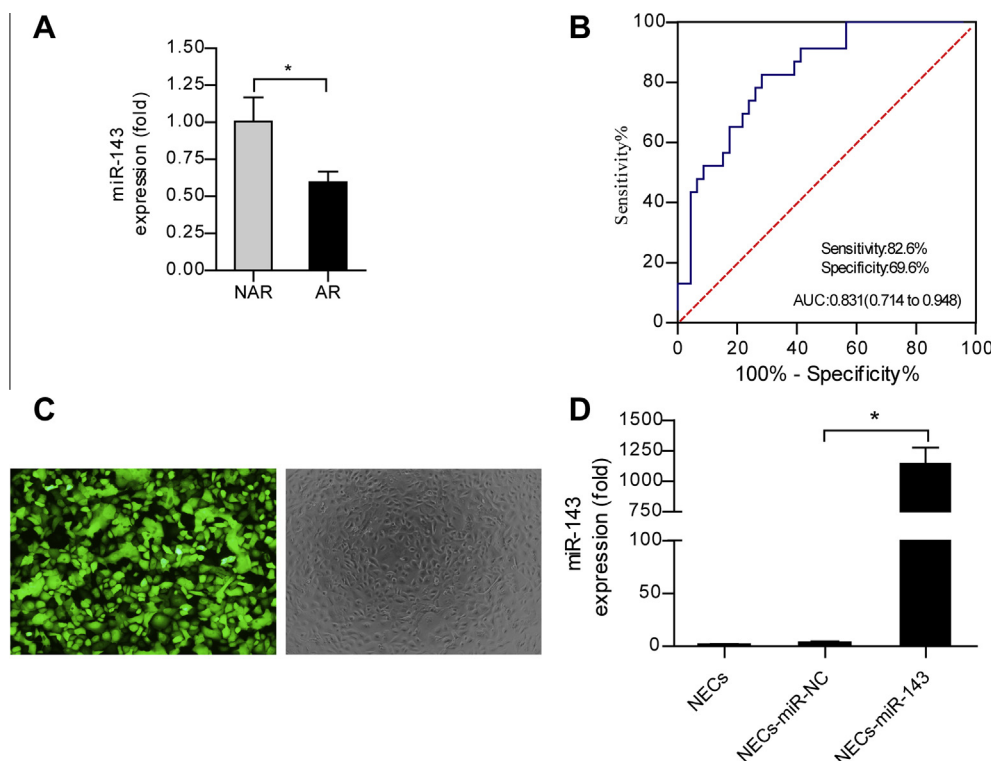 A
1.50
1.25
1.00
0.75
0.50
0.25
0.00
miR-143
expression (fold)
*
NAR AR
B
100
80
60
40
20
0
Sensitivity%
Sensitivity:82.6%
Specificity:69.6%
AUC:0.831(0.714 to 0.948)
0 20 40 60 80 100
100% - Specificity%
C
D
1500
1250
1000
750
500
100
50
0
miR-143
expression (fold)
*
NECs
NECs-miR-NC
NECs-miR-143